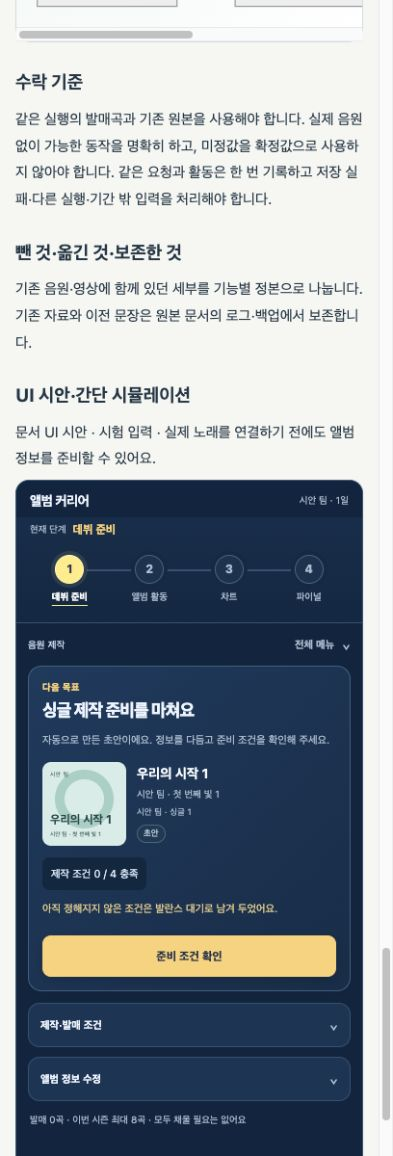 수락 기준
같은 실행의 발매곡과 기존 원본을 사용해야 합니다. 실제 음원
없이 가능한 동작을 명확히 하고, 미정값을 확정값으로 사용하
지 않아야 합니다. 같은 요청과 활동은 한 번 기록하고 저장 실
패·다른 실행·기간 밖 입력을 처리해야 합니다.
뺀 것·옮긴 것·보존한 것
기존 음원·영상에 함께 있던 세부를 기능별 정본으로 나눕니다.
기존 자료와 이전 문장은 원본 문서의 로그·백업에서 보존합니
다.
UI 시안·간단 시뮬레이션
문서 UI 시안 · 시험 입력 · 실제 노래를 연결하기 전에도 앨범
정보를 준비할 수 있어요.
앨범 커리어
시안 팀 · 1일
현재 단계 데뷔 준비
1 2 3 4
데뷔 준비 앨범 활동 차트 파이널
음원 제작
전체 메뉴
다음 목표
싱글 제작 준비를 마쳐요
자동으로 만든 초안이에요. 정보를 다듬고 준비 조건을 확인해 주세요.
시안 팀
우리의 시작 1
시안 팀 · 첫 번째 빛 1
우리의 시작 1
시안 팀 · 첫 번째 빛 1
시안 팀 · 싱글 1
초안
제작 조건 0 / 4 충족
아직 정해지지 않은 조건은 발란스 대기로 남겨 두었어요.
준비 조건 확인
제작·발매 조건
앨범 정보 수정
발매 0곡 · 이번 시즌 최대 8곡 · 모두 채울 필요는 없어요